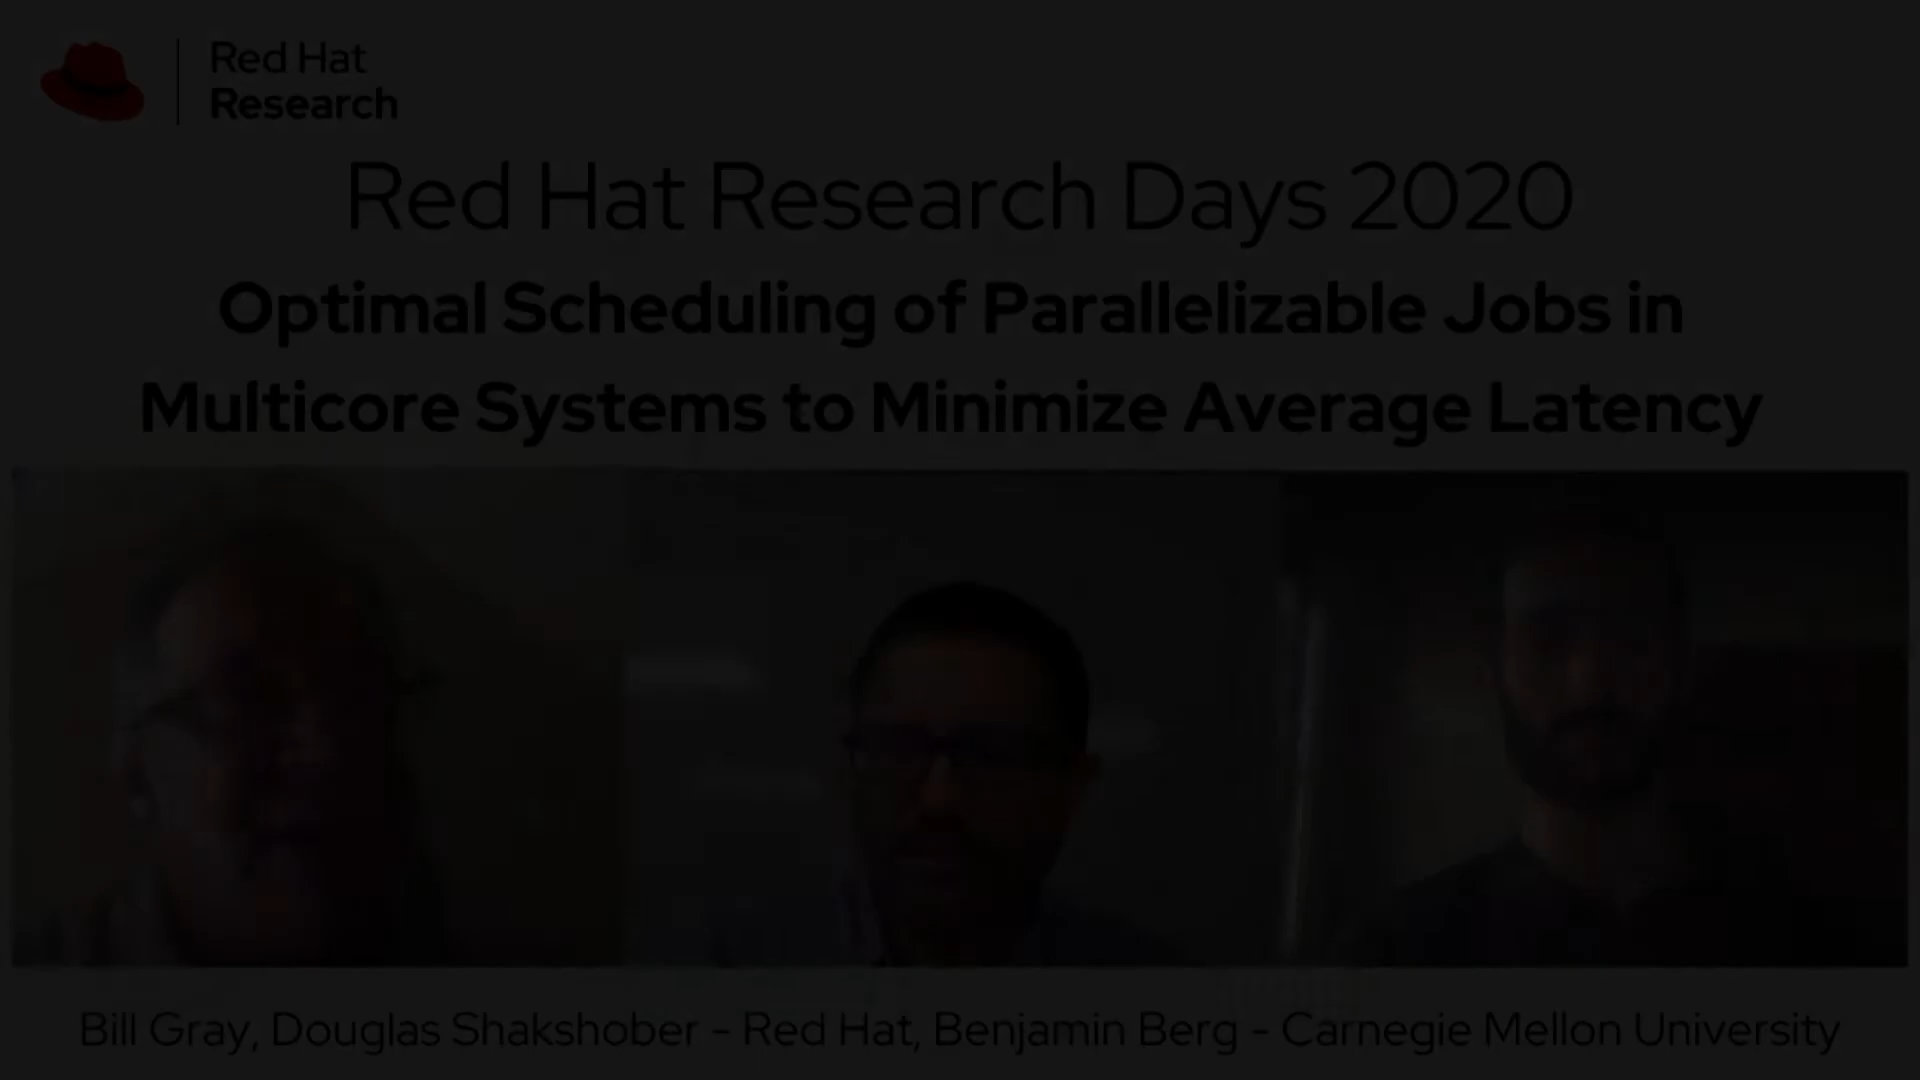 Red Hat
Research
Red Hat Research Days 2020
Optimal Scheduling of Parallelizable Jobs in
Multicore Systems to Minimize Average Latency
Bill Gray, Douglas Shakshober - Red Hat, Benjamin Berg - Carnegie Mellon University